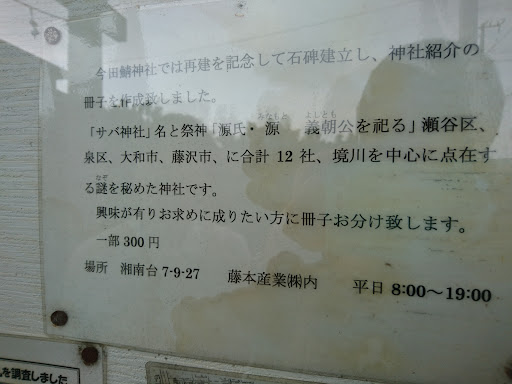 今田鯖神社では再建を記念して石碑建立し、神社紹介の
冊子を作成致しました。
「サバ神社」名と祭神「源氏・源 義朝公を祀る」瀬谷区、
泉区、大和市、藤沢市、に合計 12 社、境川を中心に点在す
る謎を秘めた神社です。
興味が有りお求めに成りたい方に冊子お分け致します。
一部 300 円
場所 湘南台 7-9-27 藤本産業㈱内 平日 8:00～19:00
を調査しました